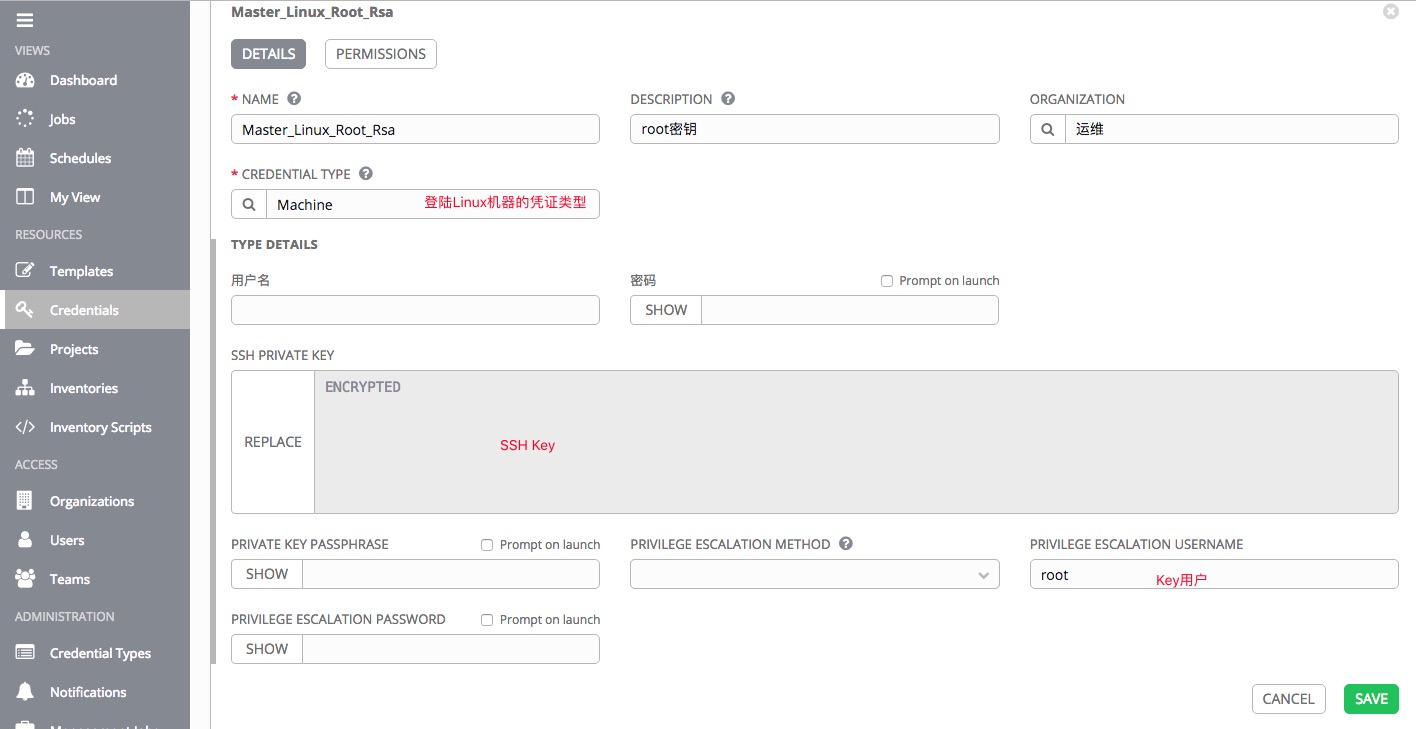 Master_Linux_Root_Rsa
VIEWS
Dashboard
Jobs
Schedules
My View
RESOURCES
Templates
Credentials
Projects
Inventories
Inventory Scripts
ACCESS
Organizations
Users
Teams
ADMINISTRATION
Credential Types
Notifications
DETAILS PERMISSIONS
* NAME DESCRIPTION ORGANIZATION
Master_Linux_Root_Rsa root密钥 运维
* CREDENTIAL TYPE
Machine 登陆Linux机器的凭证类型
TYPE DETAILS
用户名 密码 Prompt on launch
SHOW
SSH PRIVATE KEY
ENCRYPTED
REPLACE SSH Key
PRIVATE KEY PASSPHRASE Prompt on launch PRIVILEGE ESCALATION METHOD PRIVILEGE ESCALATION USERNAME
SHOW root Key用户
PRIVILEGE ESCALATION PASSWORD Prompt on launch
SHOW
CANCEL SAVE